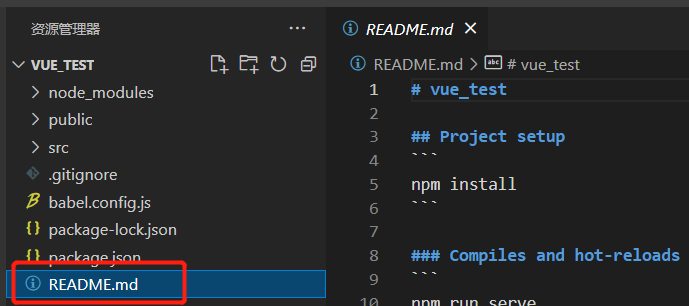 资源管理器
VUE_TEST
node_modules
public
src
.gitignore
babel.config.js
package-lock.json
package.json
README.md
README.md
README.md > # vue_test
1 # vue_test
2
3 ## Project setup
4 ```
5 npm install
6 ```
7
8 ### Compiles and hot-reloads
9 ```
10 npm run serve